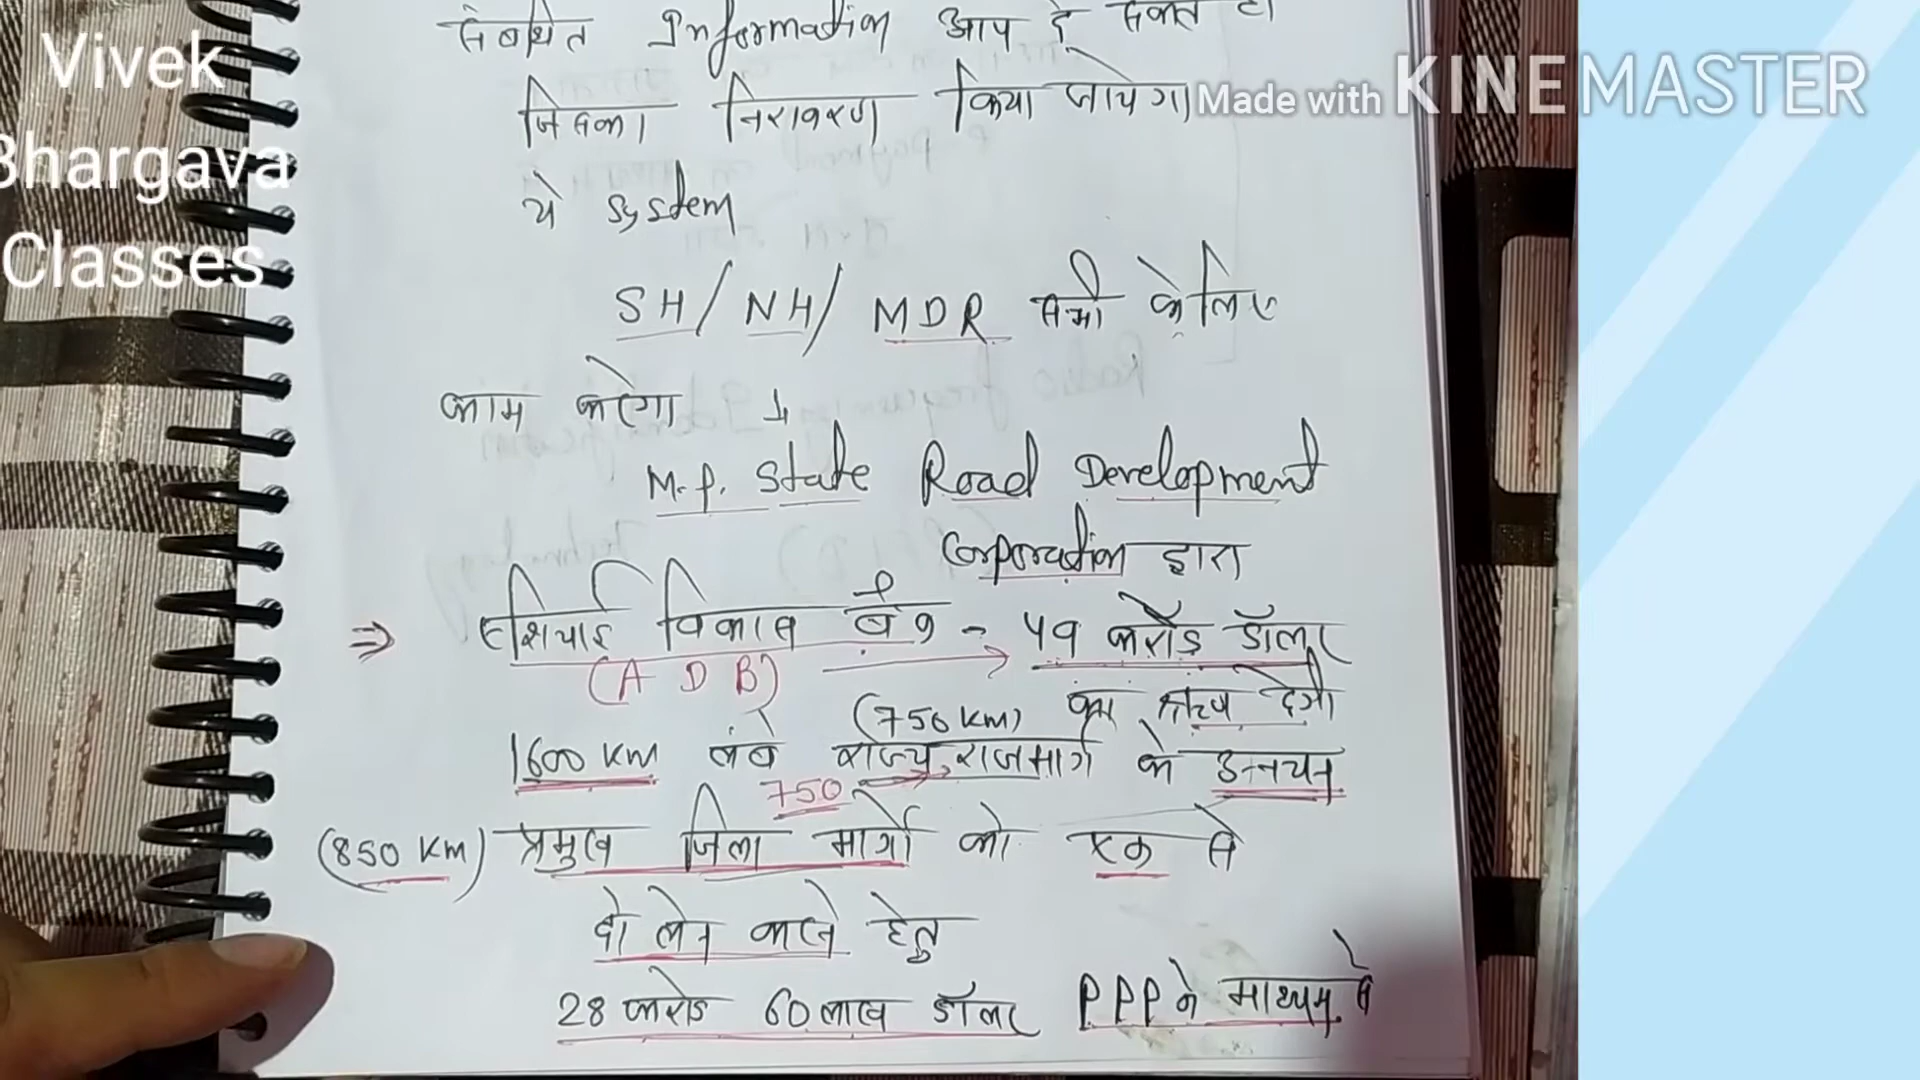 संबंधित Information आप दे सकते हो
जिसका निराकरण किया जायेगा
ये System
SH/ NH/ MDR सभी के लिए
काम करेगा ।
M.P. State Road Development
Corporation द्वारा
⇒ एशियाई विकास बैंक - 49 करोड डॉलर
(A D B) →
(750 KM) का ऋण देगी
1600 KM लंबे राज्य राजमार्ग के उन्नयन
750
(850 KM) प्रमुख जिला मार्गो को एक से
दो लेन करने हेतु
28 करोड 60 लाख डॉलर PPP के माध्यम से
Vivek
Bhargava
Classes
Made with KINEMASTER